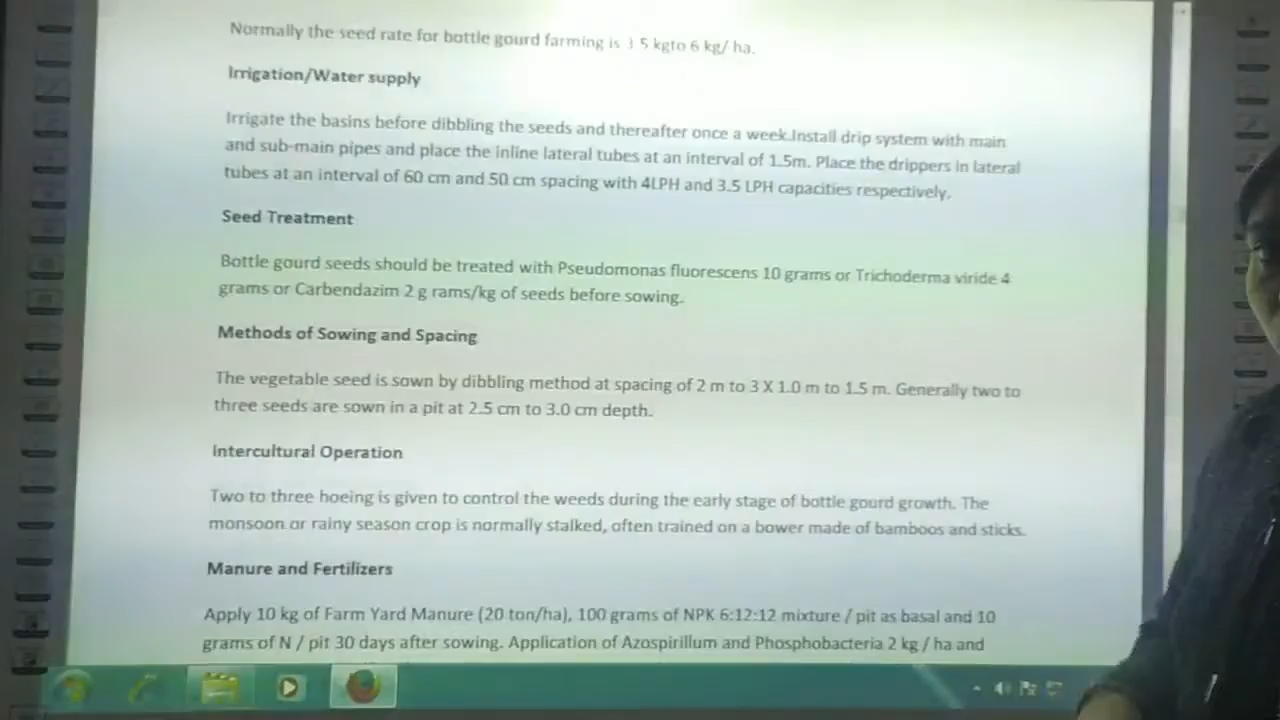 Normally the seed rate for bottle gourd farming is 3 5 kgto 6 kg/ ha.
Irrigation/Water supply
Irrigate the basins before dibbling the seeds and thereafter once a week.Install drip system with main
and sub-main pipes and place the inline lateral tubes at an interval of 1.5m. Place the drippers in lateral
tubes at an interval of 60 cm and 50 cm spacing with 4LPH and 3.5 LPH capacities respectively.
Seed Treatment
Bottle gourd seeds should be treated with Pseudomonas fluorescens 10 grams or Trichoderma viride 4
grams or Carbendazim 2 g rams/kg of seeds before sowing.
Methods of Sowing and Spacing
The vegetable seed is sown by dibbling method at spacing of 2 m to 3 X 1.0 m to 1.5 m. Generally two to
three seeds are sown in a pit at 2.5 cm to 3.0 cm depth.
Intercultural Operation
Two to three hoeing is given to control the weeds during the early stage of bottle gourd growth. The
monsoon or rainy season crop is normally stalked, often trained on a bower made of bamboos and sticks.
Manure and Fertilizers
Apply 10 kg of Farm Yard Manure (20 ton/ha), 100 grams of NPK 6:12:12 mixture / pit as basal and 10
grams of N / pit 30 days after sowing. Application of Azospirillum and Phosphobacteria 2 kg / ha and